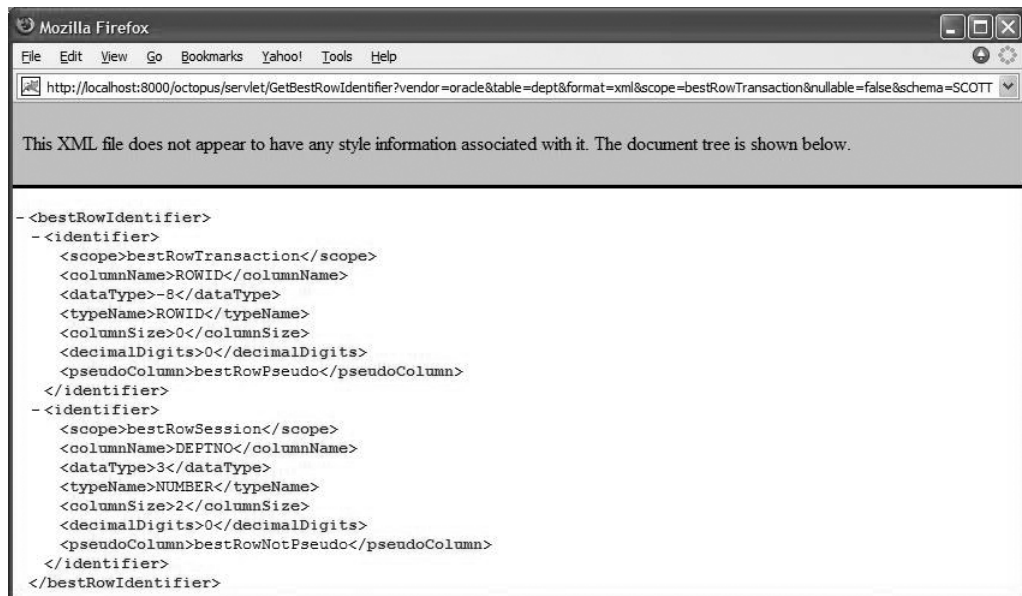 Mozilla Firefox
File Edit View Go Bookmarks Yahoo! Tools Help
http://localhost:8000/octopus/servlet/GetBestRowIdentifier?vendor=oracle&table=dept&format=xml&scope=bestRowTransaction&nullable=false&schema=SCOTT
This XML file does not appear to have any style information associated with it. The document tree is shown below.
- <bestRowIdentifier>
- <identifier>
<scope>bestRowTransaction</scope>
<columnName>ROWID</columnName>
<dataType>-8</dataType>
<typeName>ROWID</typeName>
<columnSize>0</columnSize>
<decimalDigits>0</decimalDigits>
<pseudoColumn>bestRowPseudo</pseudoColumn>
</identifier>
- <identifier>
<scope>bestRowSession</scope>
<columnName>DEPTNO</columnName>
<dataType>3</dataType>
<typeName>NUMBER</typeName>
<columnSize>2</columnSize>
<decimalDigits>0</decimalDigits>
<pseudoColumn>bestRowNotPseudo</pseudoColumn>
</identifier>
</bestRowIdentifier>